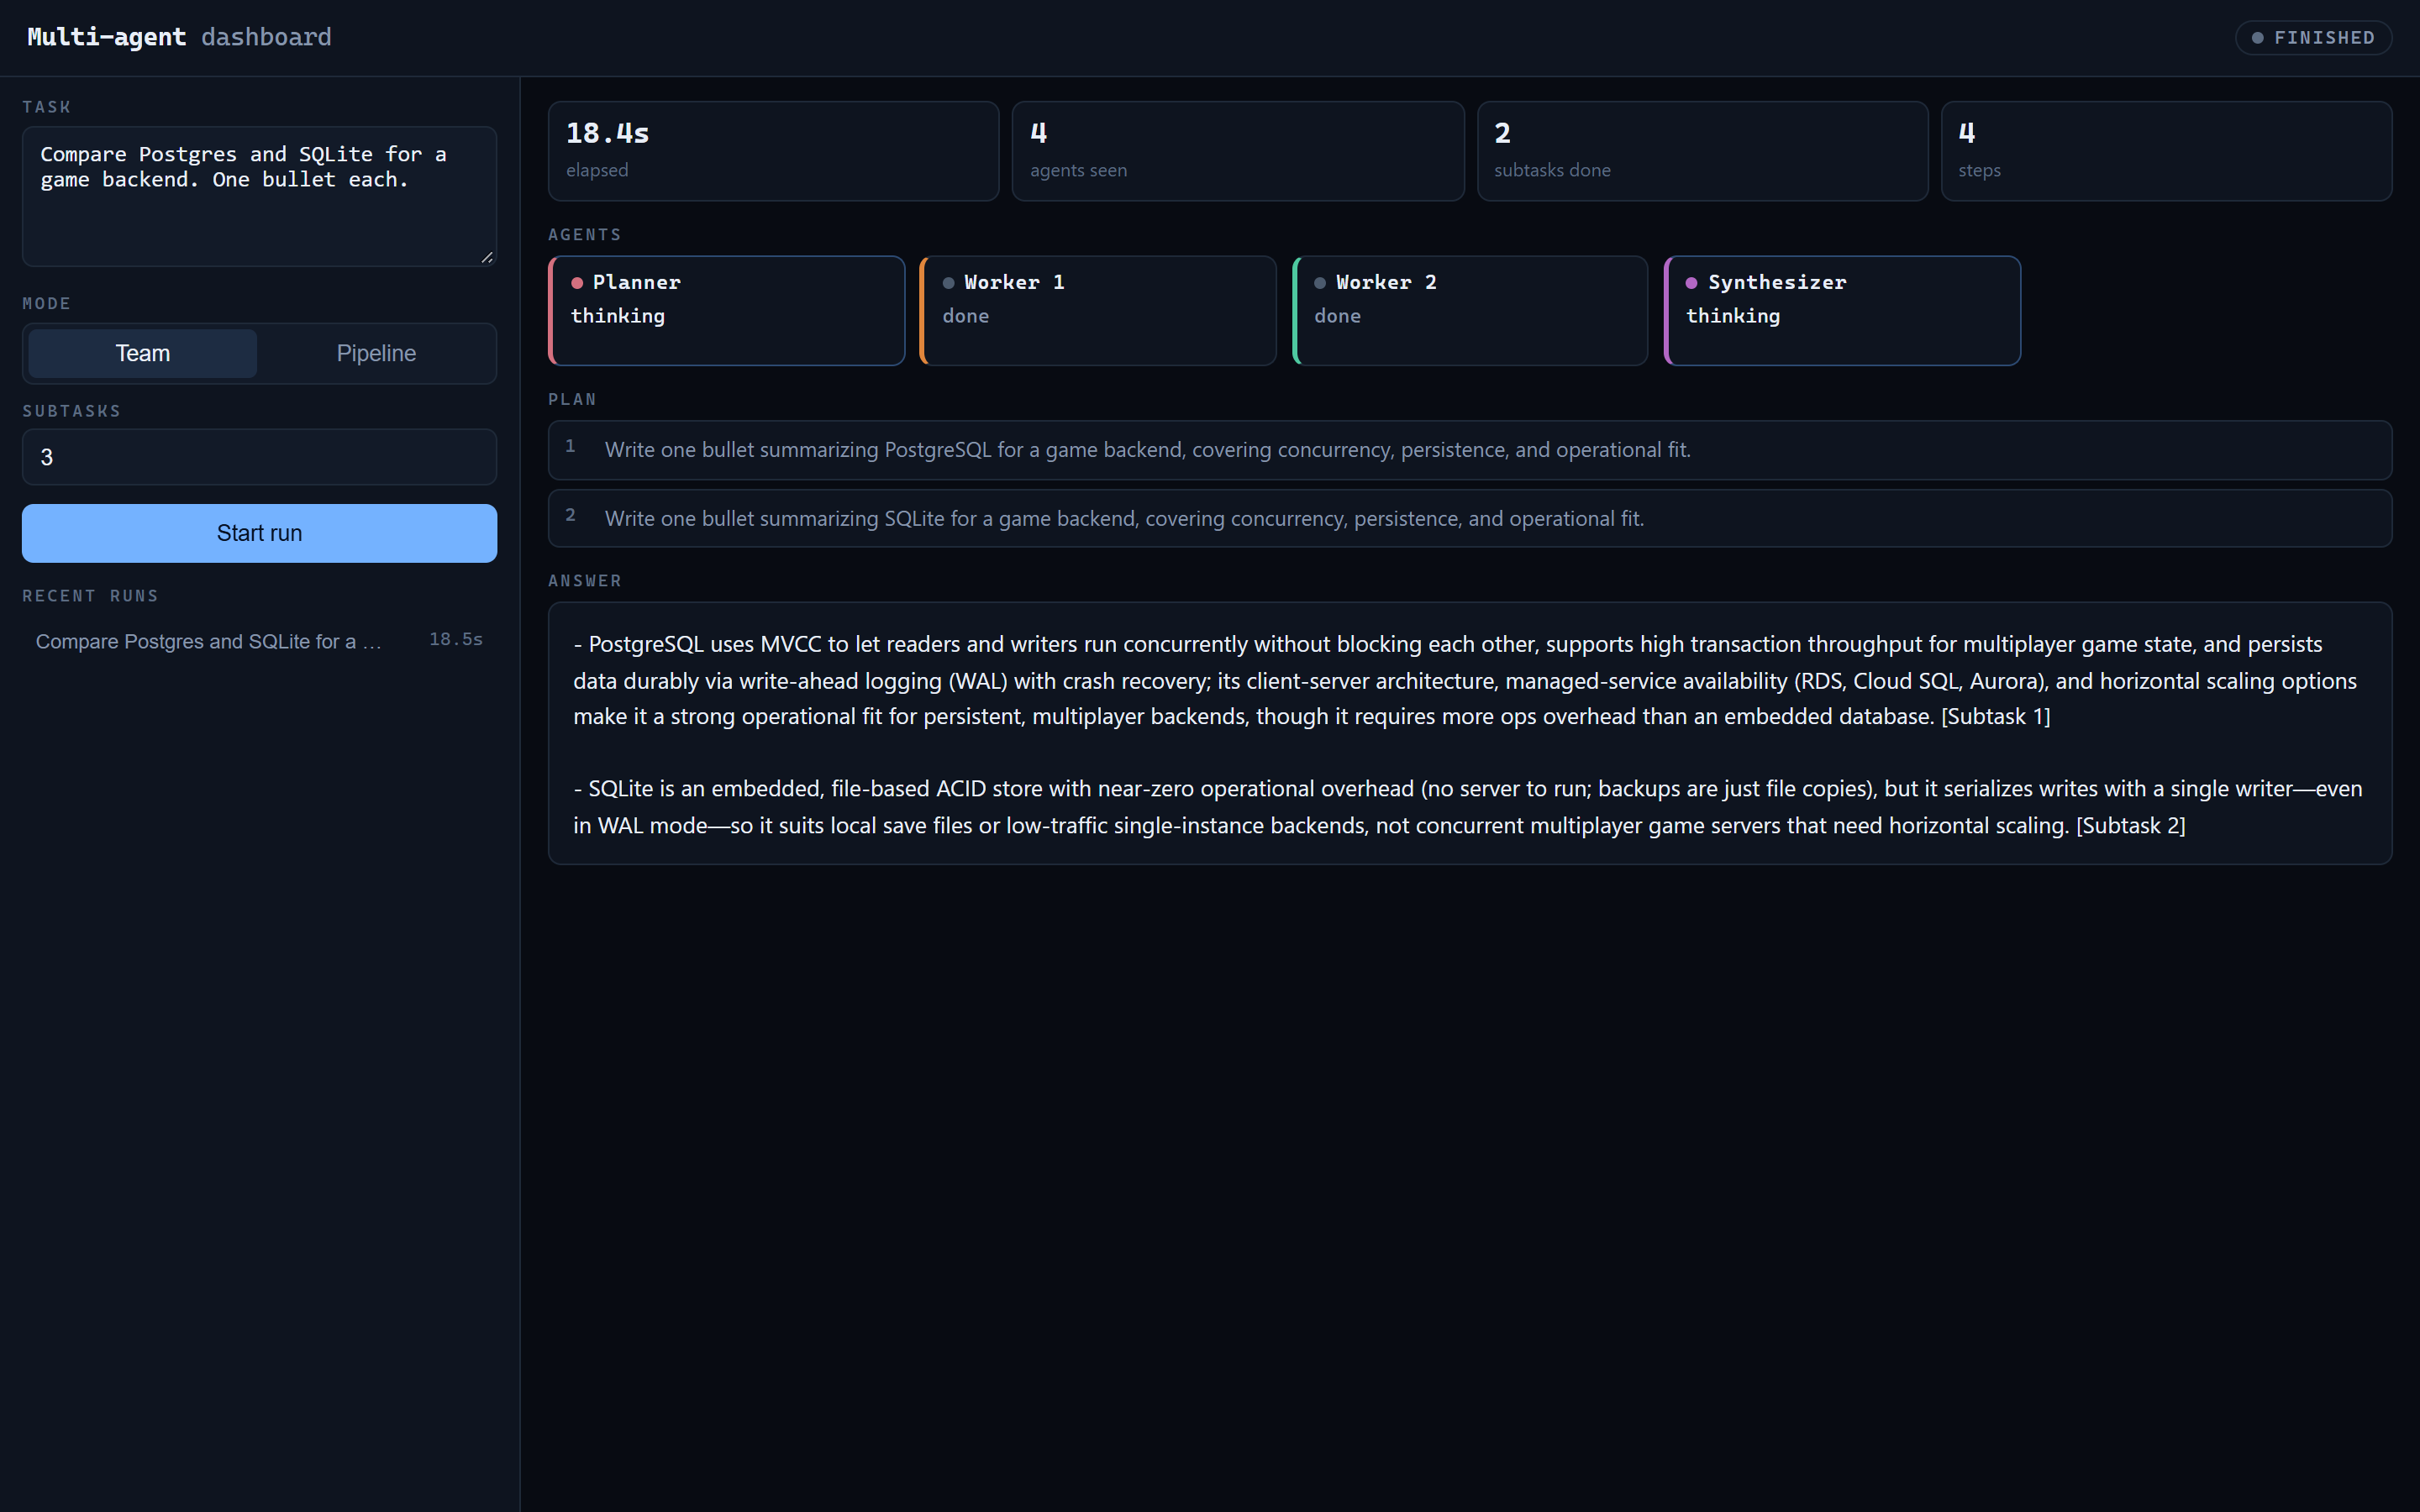 Multi-agent dashboard
FINISHED
TASK
Compare Postgres and SQLite for a
game backend. One bullet each.
MODE
Team
Pipeline
SUBTASKS
3
Start run
RECENT RUNS
Compare Postgres and SQLite for a ...
18.5s
18.4s
elapsed
4
agents seen
2
subtasks done
4
steps
AGENTS
Planner
thinking
Worker 1
done
Worker 2
done
Synthesizer
thinking
PLAN
1 Write one bullet summarizing PostgreSQL for a game backend, covering concurrency, persistence, and operational fit.
2 Write one bullet summarizing SQLite for a game backend, covering concurrency, persistence, and operational fit.
ANSWER
- PostgreSQL uses MVCC to let readers and writers run concurrently without blocking each other, supports high transaction throughput for multiplayer game state, and persists
data durably via write-ahead logging (WAL) with crash recovery; its client-server architecture, managed-service availability (RDS, Cloud SQL, Aurora), and horizontal scaling options
make it a strong operational fit for persistent, multiplayer backends, though it requires more ops overhead than an embedded database. [Subtask 1]
- SQLite is an embedded, file-based ACID store with near-zero operational overhead (no server to run; backups are just file copies), but it serializes writes with a single writer—even
in WAL mode—so it suits local save files or low-traffic single-instance backends, not concurrent multiplayer game servers that need horizontal scaling. [Subtask 2]